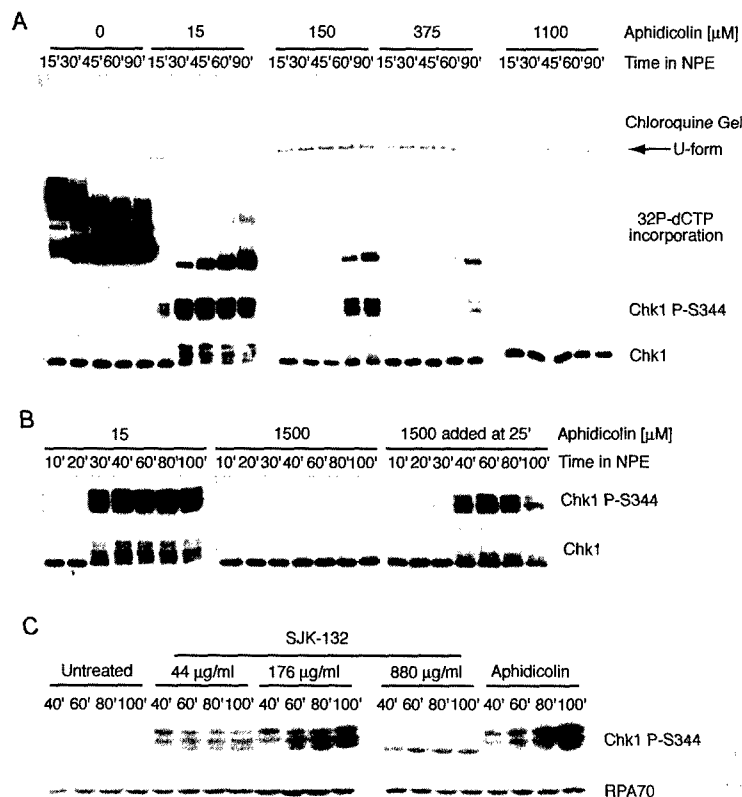 A
0 15 150 375 1100 Aphidicolin [μM]
15'30'45'60'90' 15'30'45'60'90' 15'30'45'60'90' 15'30'45'60'90' 15'30'45'60'90' Time in NPE
Chloroquine Gel
U-form
32P-dCTP
incorporation
Chk1 P-S344
Chk1
B
15 1500 1500 added at 25' Aphidicolin [μM]
10' 20' 30' 40' 60' 80'100' 10' 20' 30' 40' 60' 80'100' 10' 20' 30' 40' 60' 80'100' Time in NPE
Chk1 P-S344
Chk1
C
SJK-132
Untreated 44 μg/ml 176 μg/ml 880 μg/ml Aphidicolin
40' 60' 80'100' 40' 60' 80'100' 40' 60' 80'100' 40' 60' 80'100' 40' 60' 80'100'
Chk1 P-S344
RPA70